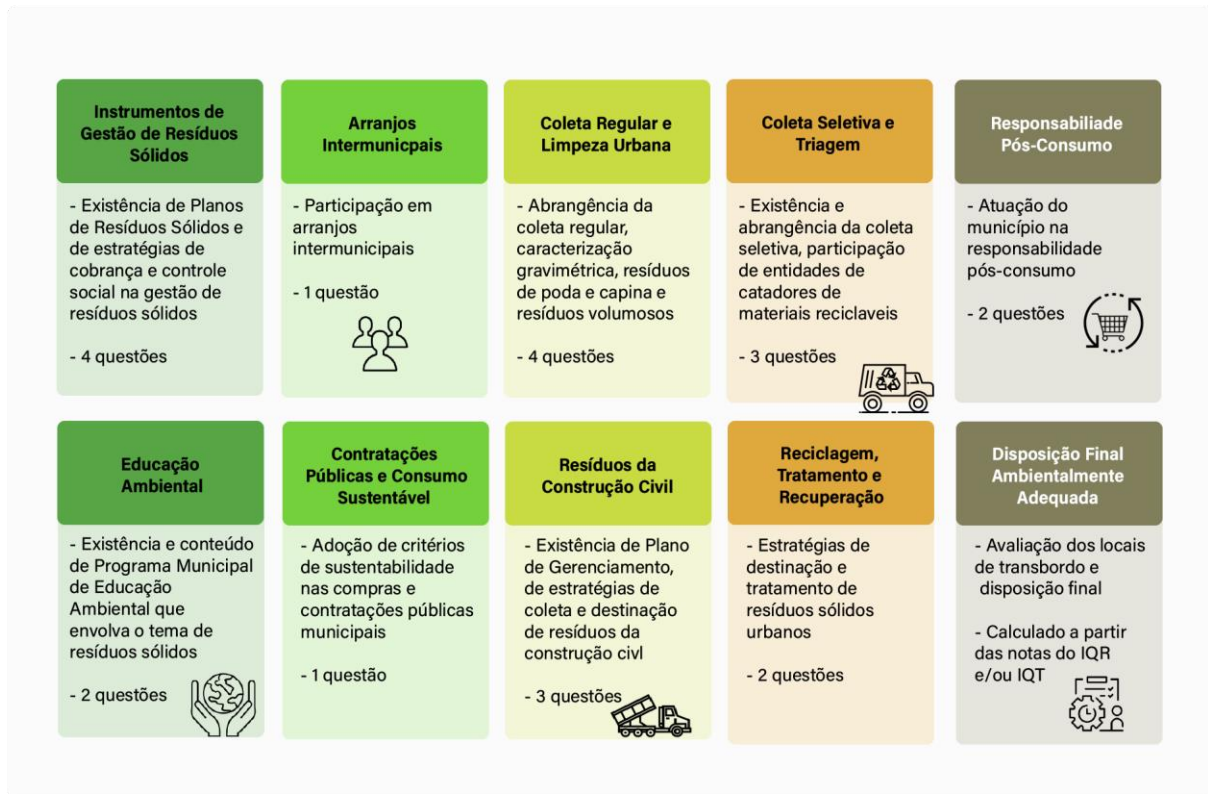 Instrumentos de
Gestão de Resíduos
Sólidos
- Existência de Planos
de Resíduos Sólidos e
de estratégias de
cobrança e controle
social na gestão de
resíduos sólidos
- 4 questões
Arranjos
Intermunicpais
- Participação em
arranjos
intermunicipais
- 1 questão
Coleta Regular e
Limpeza Urbana
- Abrangência da
coleta regular,
caracterização
gravimétrica, resíduos
de poda e capina e
resíduos volumosos
- 4 questões
Coleta Seletiva e
Triagem
- Existência e
abrangência da coleta
seletiva, participação
de entidades de
catadores de
materiais reciclaveis
- 3 questões
Responsabiliade
Pós-Consumo
- Atuação do
município na
responsabilidade
pós-consumo
- 2 questões
Educação
Ambiental
- Existência e conteúdo
de Programa Municipal
de Educação
Ambiental que
envolva o tema de
resíduos sólidos
- 2 questões
Contratações
Públicas e Consumo
Sustentável
- Adoção de critérios
de sustentabilidade
nas compras e
contratações públicas
municipais
- 1 questão
Resíduos da
Construção Civil
- Existência de Plano
de Gerenciamento,
de estratégias de
coleta e destinação
de resíduos da
construção civl
- 3 questões
Reciclagem,
Tratamento e
Recuperação
- Estratégias de
destinação e
tratamento de
resíduos sólidos
urbanos
- 2 questões
Disposição Final
Ambientalmente
Adequada
- Avaliação dos locais
de transbordo e
disposição final
- Calculado a partir
das notas do IQR
e/ou IQT